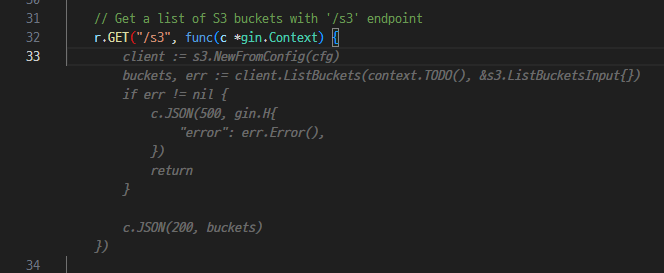 30
31 // Get a list of S3 buckets with '/s3' endpoint
32 r.GET("/s3", func(c *gin.Context) {
33 client := s3.NewFromConfig(cfg)
buckets, err := client.ListBuckets(context.TODO(), &s3.ListBucketsInput{})
if err != nil {
c.JSON(500, gin.H{
"error": err.Error(),
})
return
}
c.JSON(200, buckets)
})
34